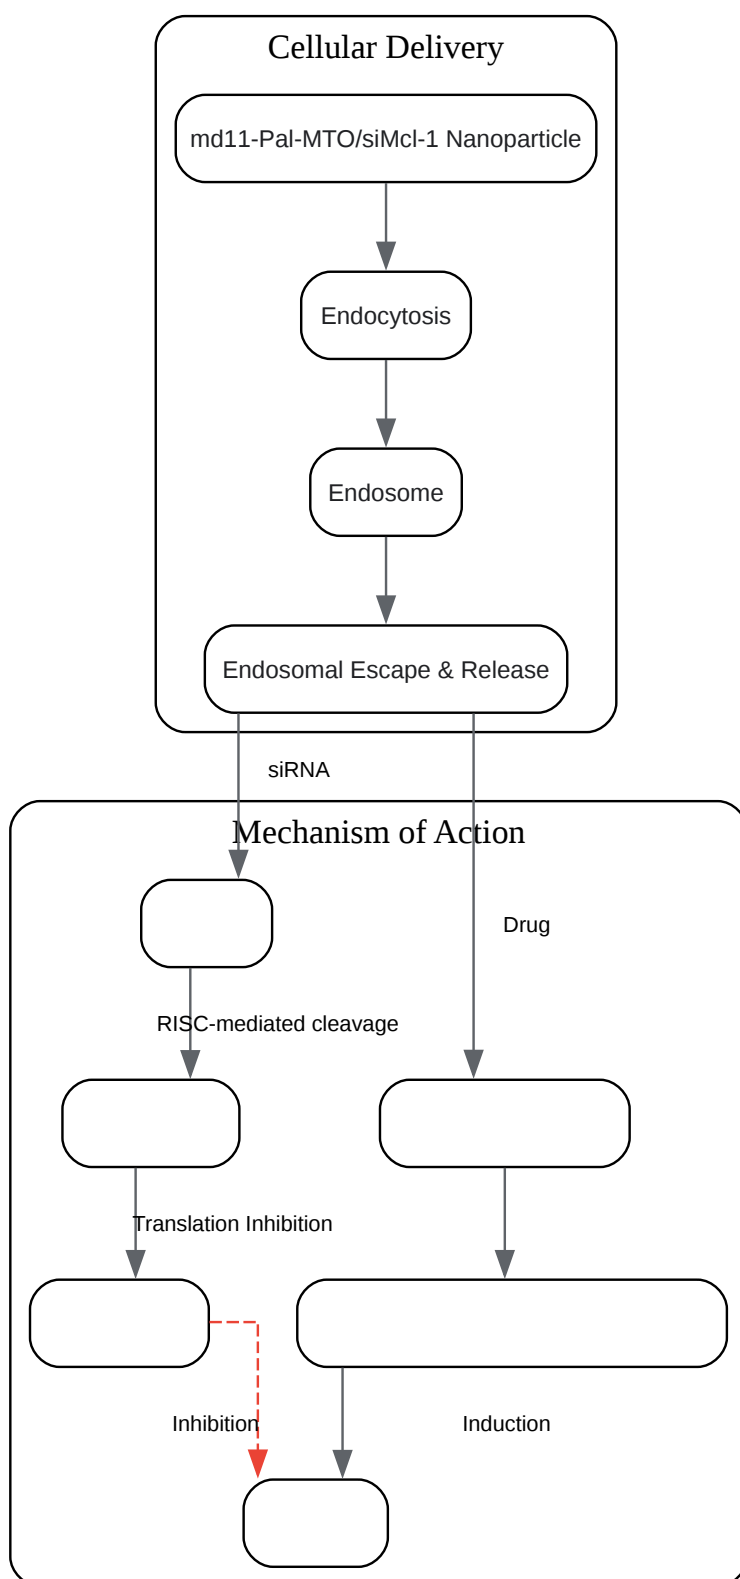 Cellular Delivery
md11-Pal-MTO/siMcl-1 Nanoparticle
Endocytosis
Endosome
Endosomal Escape & Release
siRNA
Mechanism of Action
Drug
RISC-mediated cleavage
Translation Inhibition
Inhibition
Induction